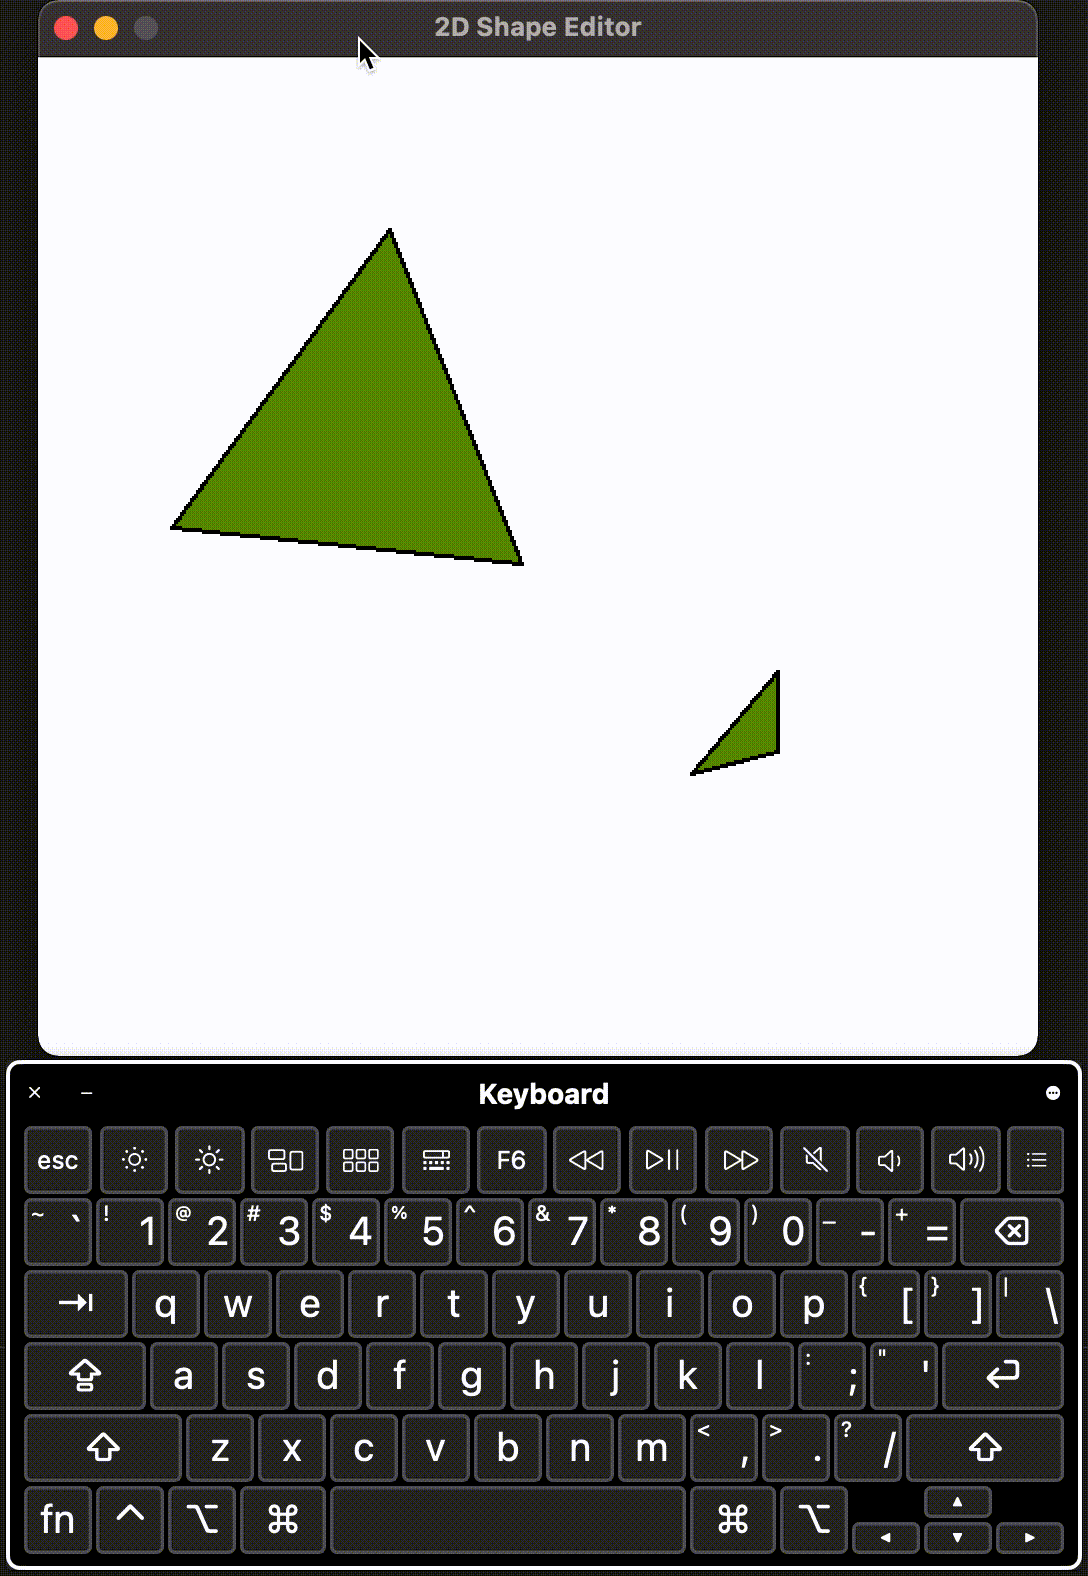 2D Shape Editor
Keyboard
esc F6
~ ` ! 1 @ 2 # 3 $ 4 % 5 ^ 6 & 7 * 8 ( 9 ) 0 _ - + =
q w e r t y u i o p { [ } ] | \
a s d f g h j k l : ; " '
z x c v b n m < , > . ? /
fn ^ ⌥ ⌘ ⌘ ⌥